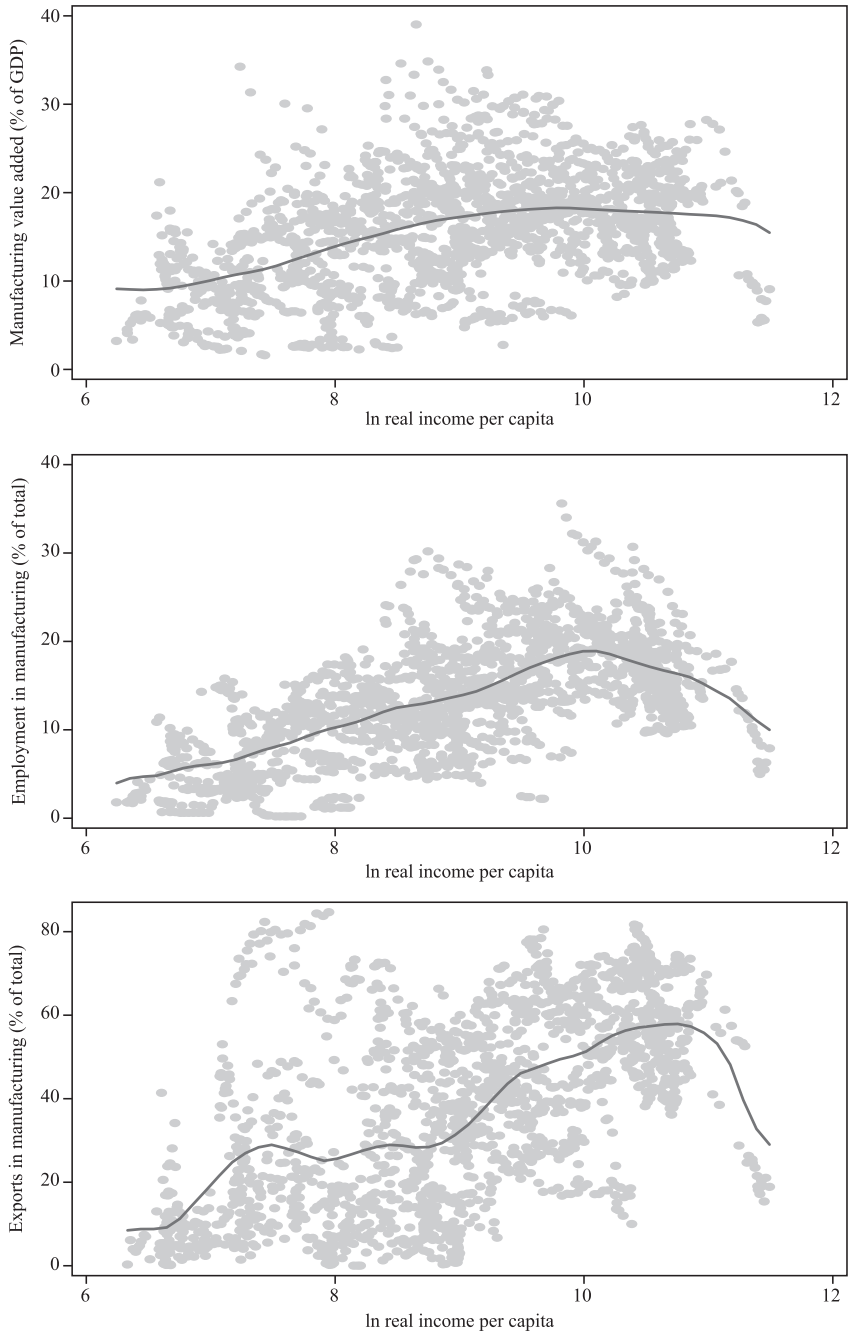 Manufacturing value added (% of GDP)
40
30
20
10
0
6 8 10 12
ln real income per capita
Employment in manufacturing (% of total)
40
30
20
10
0
6 8 10 12
ln real income per capita
Exports in manufacturing (% of total)
80
60
40
20
0
6 8 10 12
ln real income per capita